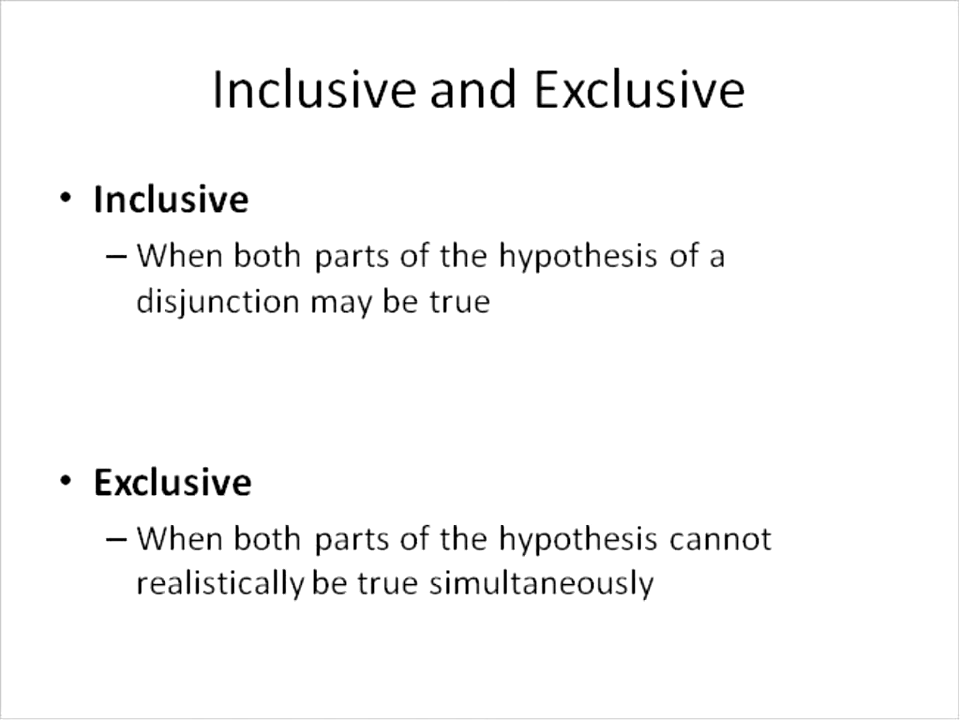 Inclusive and Exclusive
• Inclusive
– When both parts of the hypothesis of a
disjunction may be true
• Exclusive
– When both parts of the hypothesis cannot
realistically be true simultaneously